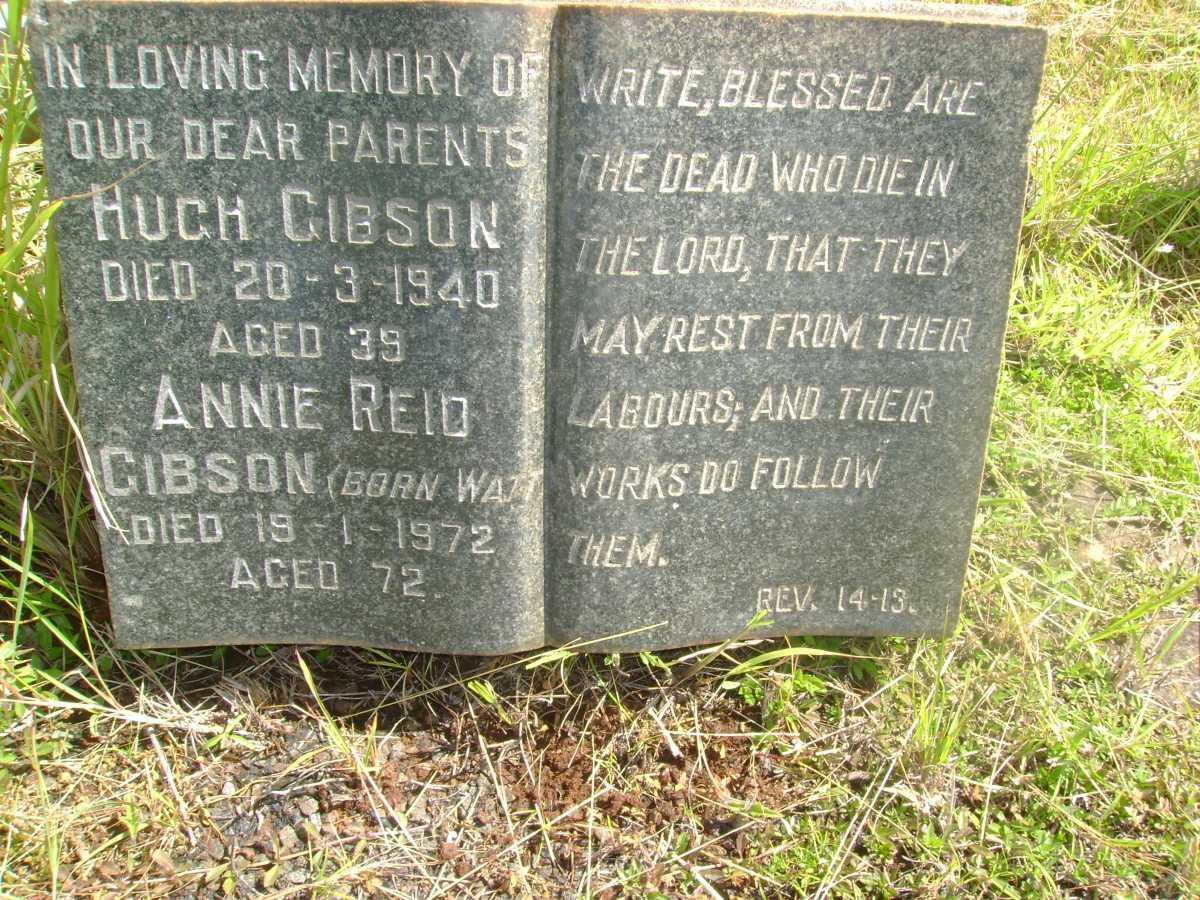 IN LOVING MEMORY OF
OUR DEAR PARENTS
HUGH GIBSON
DIED 20-3-1940
AGED 39
ANNIE REID
GIBSON (BORN WATT
DIED 19-1-1972
AGED 72.
WRITE, BLESSED ARE
THE DEAD WHO DIE IN
THE LORD, THAT THEY
MAY REST FROM THEIR
LABOURS; AND THEIR
WORKS DO FOLLOW
THEM.
REV. 14-13.